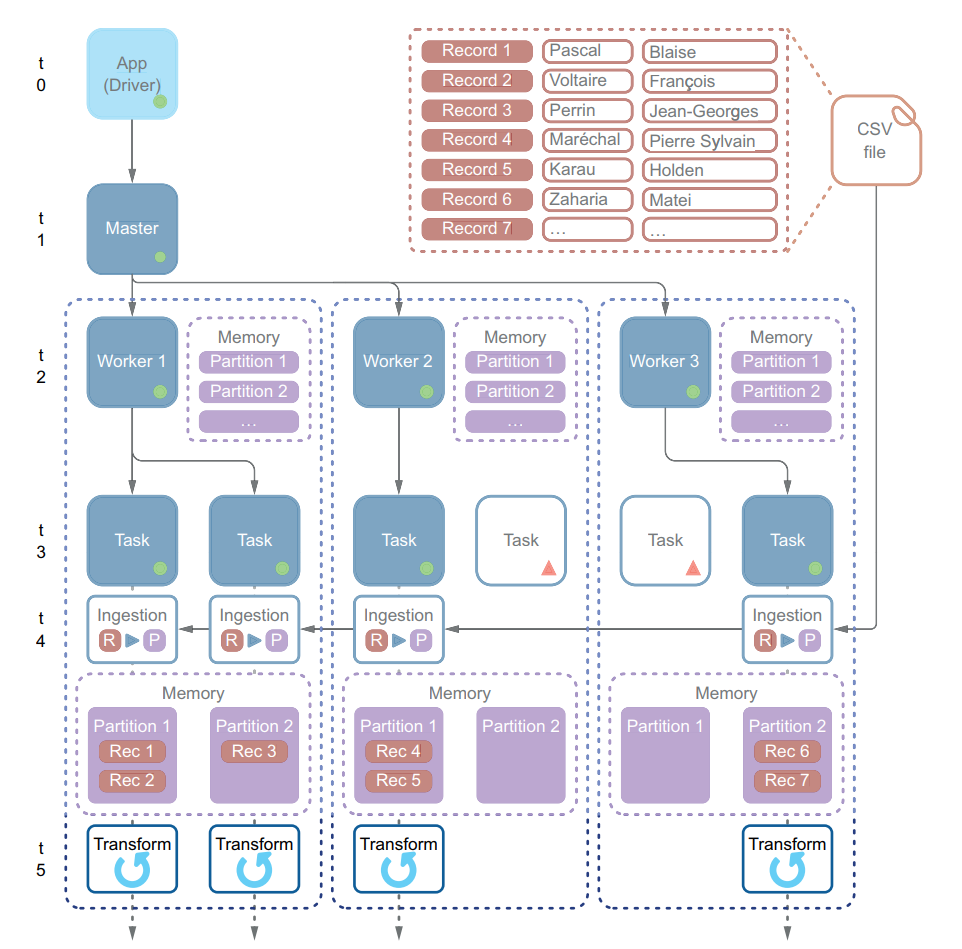 t
0
App
(Driver)
Record 1 Pascal Blaise
Record 2 Voltaire François
Record 3 Perrin Jean-Georges
Record 4 Maréchal Pierre Sylvain
Record 5 Karau Holden
Record 6 Zaharia Matei
Record 7 … …
CSV
file
t
1
Master
t
2
Worker 1
Memory
Partition 1
Partition 2
…
Worker 2
Memory
Partition 1
Partition 2
…
Worker 3
Memory
Partition 1
Partition 2
…
t
3
Task Task Task Task Task Task
t
4
Ingestion Ingestion Ingestion Ingestion
R P R P R P R P
Memory Memory Memory
Partition 1 Partition 2 Partition 1 Partition 2 Partition 1 Partition 2
Rec 1 Rec 3 Rec 4 Rec 6
Rec 2 Rec 5 Rec 7
t
5
Transform Transform Transform Transform